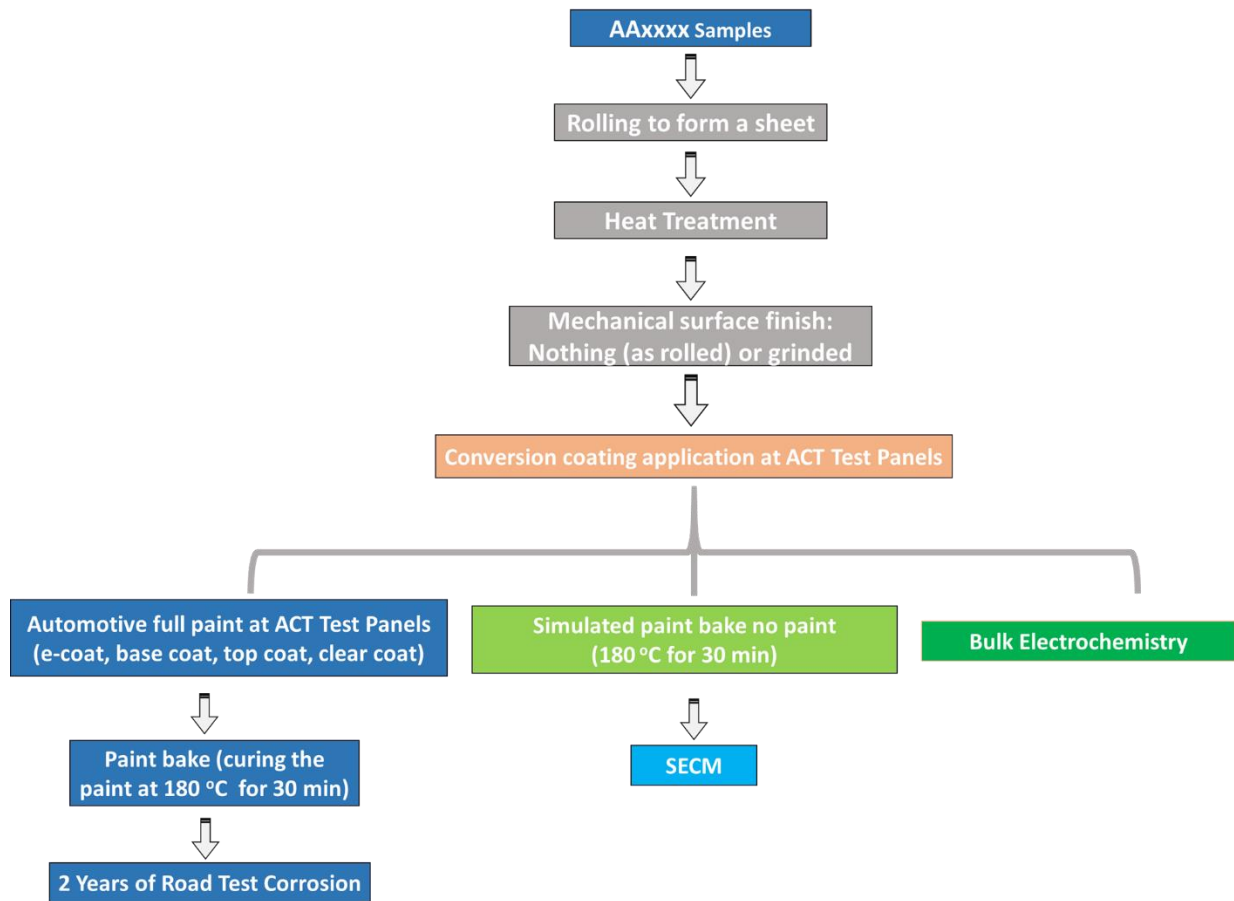 AAxxxx Samples
Rolling to form a sheet
Heat Treatment
Mechanical surface finish:
Nothing (as rolled) or grinded
Conversion coating application at ACT Test Panels
Automotive full paint at ACT Test Panels
(e-coat, base coat, top coat, clear coat)
Simulated paint bake no paint
(180 °C for 30 min)
Bulk Electrochemistry
Paint bake (curing the
paint at 180 °C for 30 min)
SECM
2 Years of Road Test Corrosion